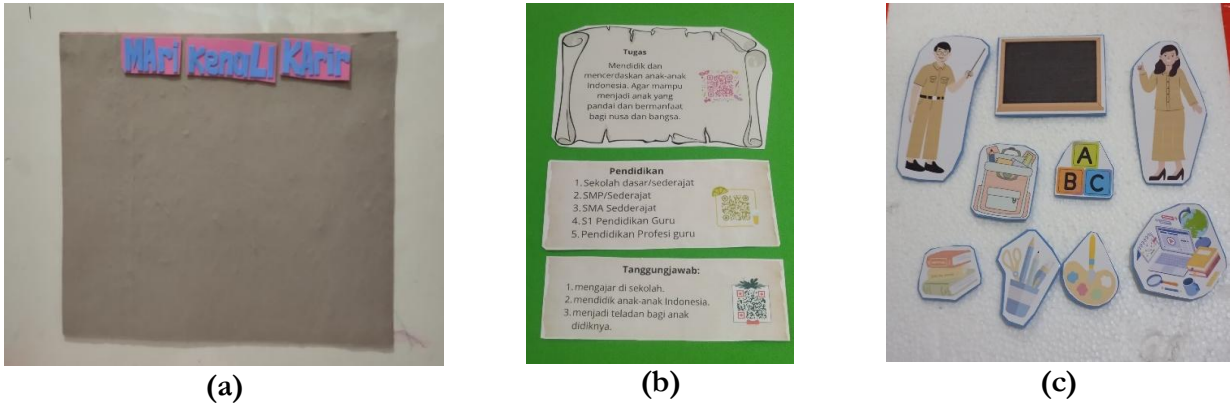 MAri KenaLI KArir
Tugas
Mendidik dan
mencerdaskan anak-anak
Indonesia. Agar mampu
menjadi anak yang
pandai dan bermanfaat
bagi nusa dan bangsa.
Pendidikan
1. Sekolah dasar/sederajat
2. SMP/Sederajat
3. SMA Sedderajat
4. S1 Pendidikan Guru
5. Pendidikan Profesi guru
Tanggungjawab:
1. mengajar di sekolah.
2. mendidik anak-anak Indonesia.
3. menjadi teladan bagi anak
didiknya.
A
B C
(a)
(b)
(c)